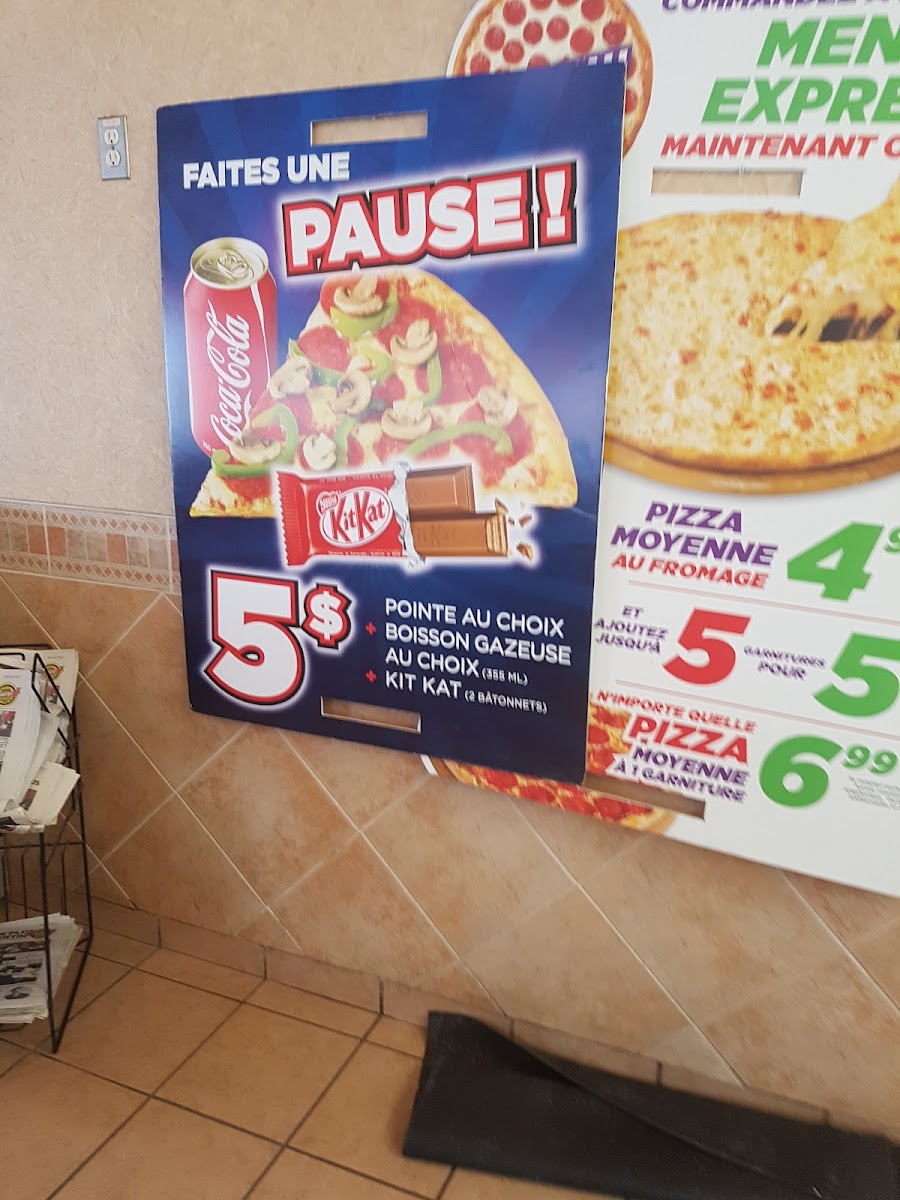 FAITES UNE
PAUSE!
Coca-Cola
Nestlé
KitKat
5$
POINTE AU CHOIX
+ BOISSON GAZEUSE
AU CHOIX (355 ML)
+ KIT KAT (2 BÂTONNETS)
MEN
EXPRE
MAINTENANT
PIZZA
MOYENNE
AU FROMAGE
4 9
ET
AJOUTEZ
JUSQU'À
5
GARNITURES
POUR
5
N'IMPORTE QUELLE
PIZZA
MOYENNE
À 1 GARNITURE
6 99